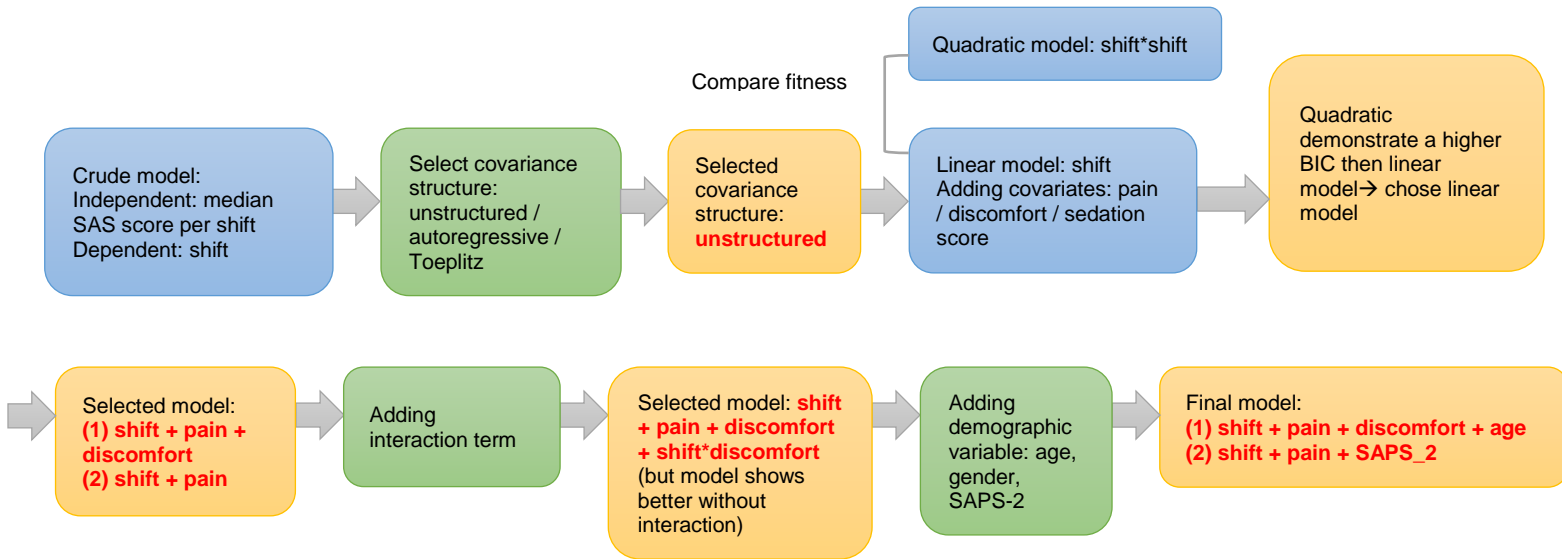 Crude model:
Independent: median
SAS score per shift
Dependent: shift
Select covariance
structure:
unstructured /
autoregressive /
Toeplitz
Selected
covariance
structure:
unstructured
Compare fitness
Quadratic model: shift*shift
Linear model: shift
Adding covariates: pain
/ discomfort / sedation
score
Quadratic
demonstrate a higher
BIC then linear
model→ chose linear
model
Selected model:
(1) shift + pain +
discomfort
(2) shift + pain
Adding
interaction term
Selected model: shift
+ pain + discomfort
+ shift*discomfort
(but model shows
better without
interaction)
Adding
demographic
variable: age,
gender,
SAPS-2
Final model:
(1) shift + pain + discomfort + age
(2) shift + pain + SAPS_2